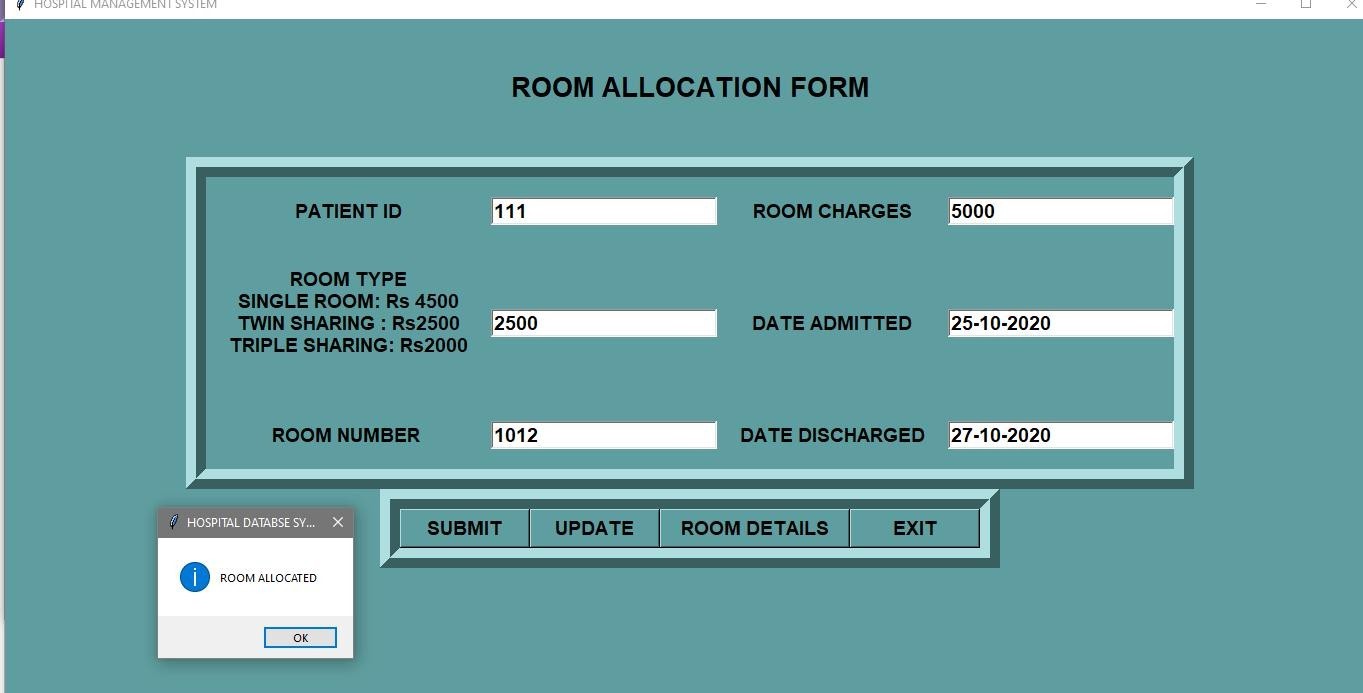 HOSPITIAL MANAGEMENT SYSTEM
ROOM ALLOCATION FORM
PATIENT ID 111 ROOM CHARGES 5000
ROOM TYPE
SINGLE ROOM: Rs 4500
TWIN SHARING : Rs2500 2500 DATE ADMITTED 25-10-2020
TRIPLE SHARING: Rs2000
ROOM NUMBER 1012 DATE DISCHARGED 27-10-2020
SUBMIT UPDATE ROOM DETAILS EXIT
HOSPITAL DATABSE SY...
ROOM ALLOCATED
OK